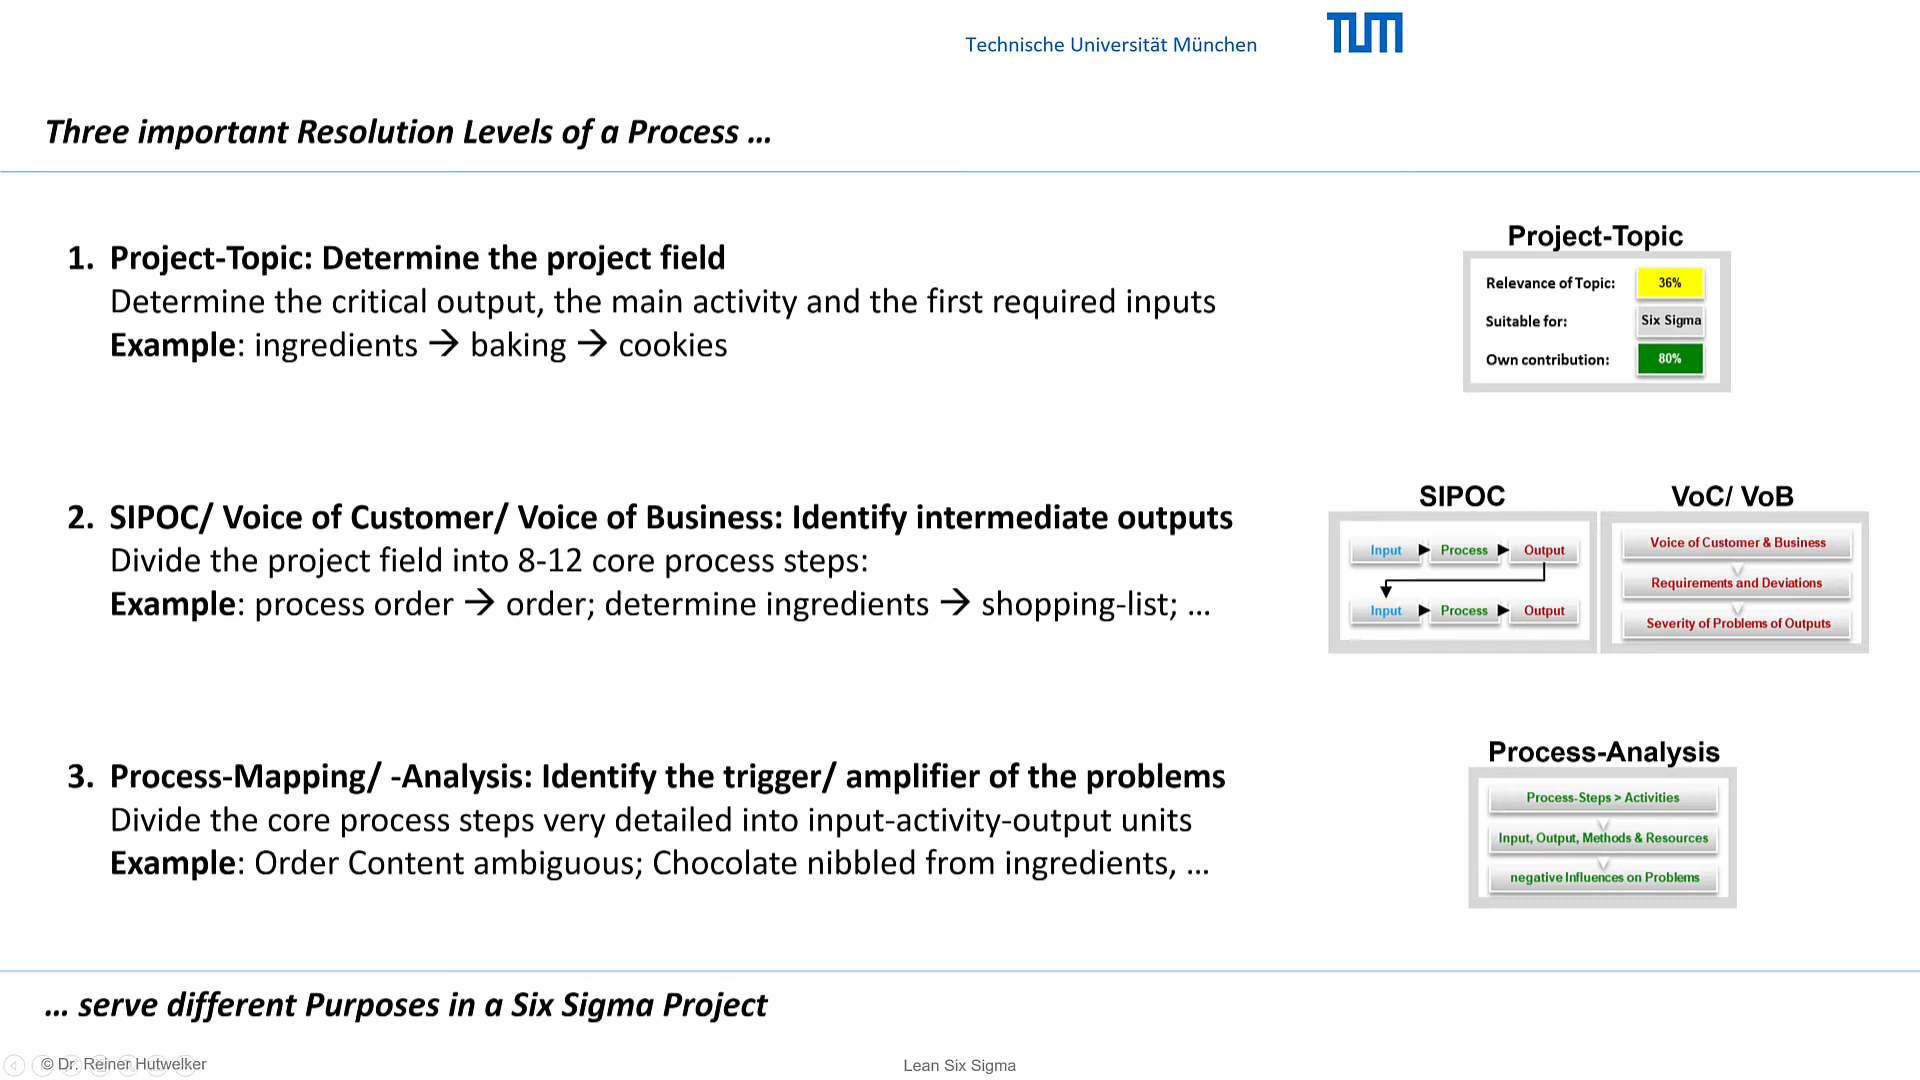 Technische Universität München
TUM
Three important Resolution Levels of a Process ...
1. Project-Topic: Determine the project field
Determine the critical output, the main activity and the first required inputs
Example: ingredients → baking → cookies
Project-Topic
Relevance of Topic: 36%
Suitable for: Six Sigma
Own contribution: 80%
2. SIPOC/ Voice of Customer/ Voice of Business: Identify intermediate outputs
Divide the project field into 8-12 core process steps:
Example: process order → order; determine ingredients → shopping-list; ...
SIPOC
Input Process Output
Input Process Output
VoC/ VoB
Voice of Customer & Business
Requirements and Deviations
Severity of Problems of Outputs
3. Process-Mapping/ -Analysis: Identify the trigger/ amplifier of the problems
Divide the core process steps very detailed into input-activity-output units
Example: Order Content ambiguous; Chocolate nibbled from ingredients, ...
Process-Analysis
Process-Steps > Activities
Input, Output, Methods & Resources
negative Influences on Problems
... serve different Purposes in a Six Sigma Project
© Dr. Reiner Hutwelker
Lean Six Sigma